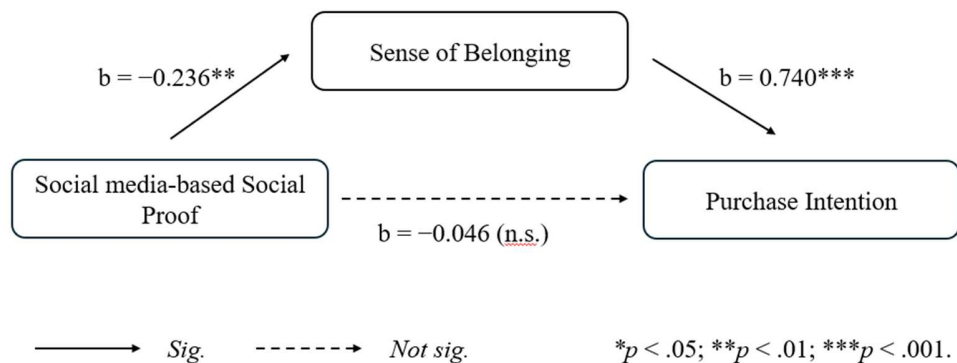 Sense of Belonging
b = −0.236**
b = 0.740***
Social media-based Social
Proof
Purchase Intention
b = −0.046 (n.s.)
Sig.
Not sig.
*p < .05; **p < .01; ***p < .001.